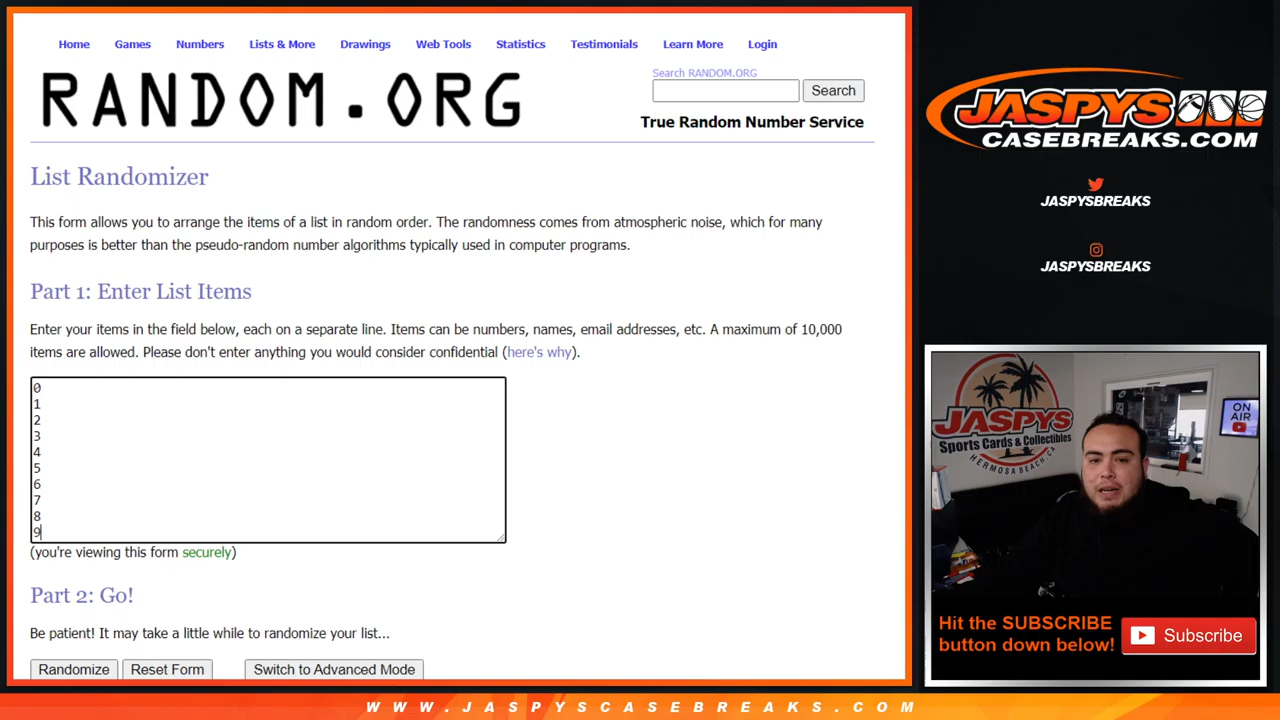 Home Games Numbers Lists & More Drawings Web Tools Statistics Testimonials Learn More Login
RANDOM.ORG
Search RANDOM.ORG
Search
True Random Number Service
List Randomizer
This form allows you to arrange the items of a list in random order. The randomness comes from atmospheric noise, which for many
purposes is better than the pseudo-random number algorithms typically used in computer programs.
Part 1: Enter List Items
Enter your items in the field below, each on a separate line. Items can be numbers, names, email addresses, etc. A maximum of 10,000
items are allowed. Please don't enter anything you would consider confidential (here's why).
0
1
2
3
4
5
6
7
8
9
(you're viewing this form securely)
Part 2: Go!
Be patient! It may take a little while to randomize your list...
Randomize Reset Form Switch to Advanced Mode
JASPYS
CASEBREAKS.COM
JASPYSBREAKS
JASPYSBREAKS
JASPYS
Sports Cards & Collectibles
HERMOSA BEACH, CA
ON
AIR
Hit the SUBSCRIBE
button down below!
Subscribe
WWW.JASPYSCASEBREAKS.COM